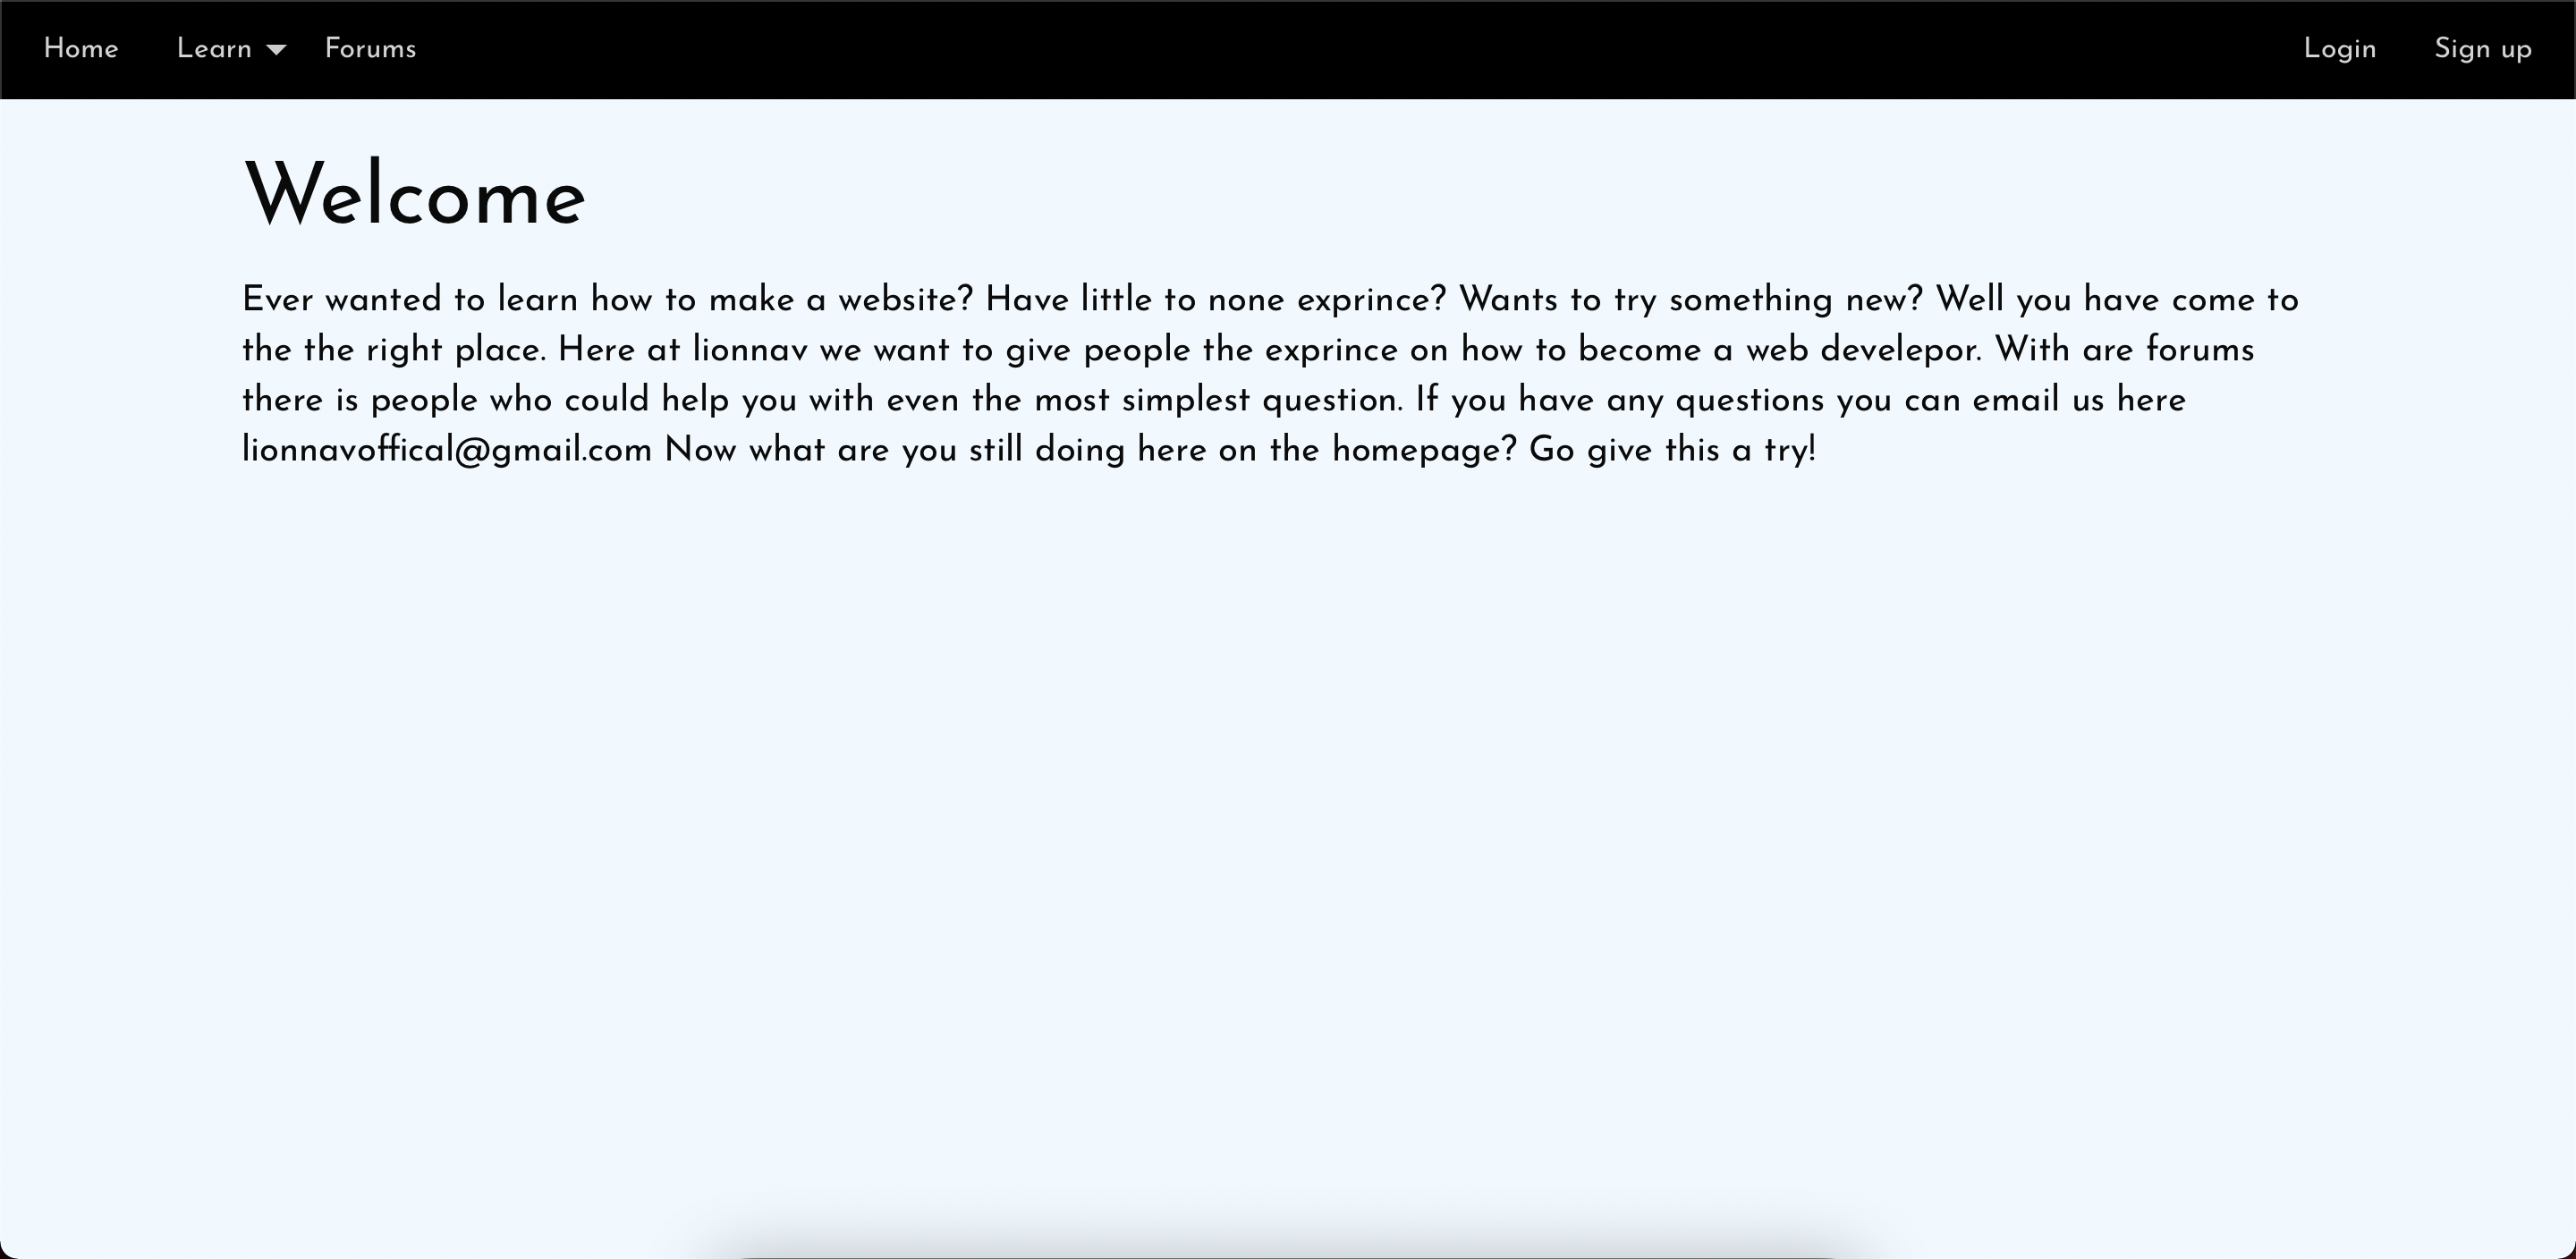 Home Learn Forums Login Sign up
Welcome
Ever wanted to learn how to make a website? Have little to none exprince? Wants to try something new? Well you have come to
the the right place. Here at lionnav we want to give people the exprince on how to become a web develepor. With are forums
there is people who could help you with even the most simplest question. If you have any questions you can email us here
lionnavoffical@gmail.com Now what are you still doing here on the homepage? Go give this a try!